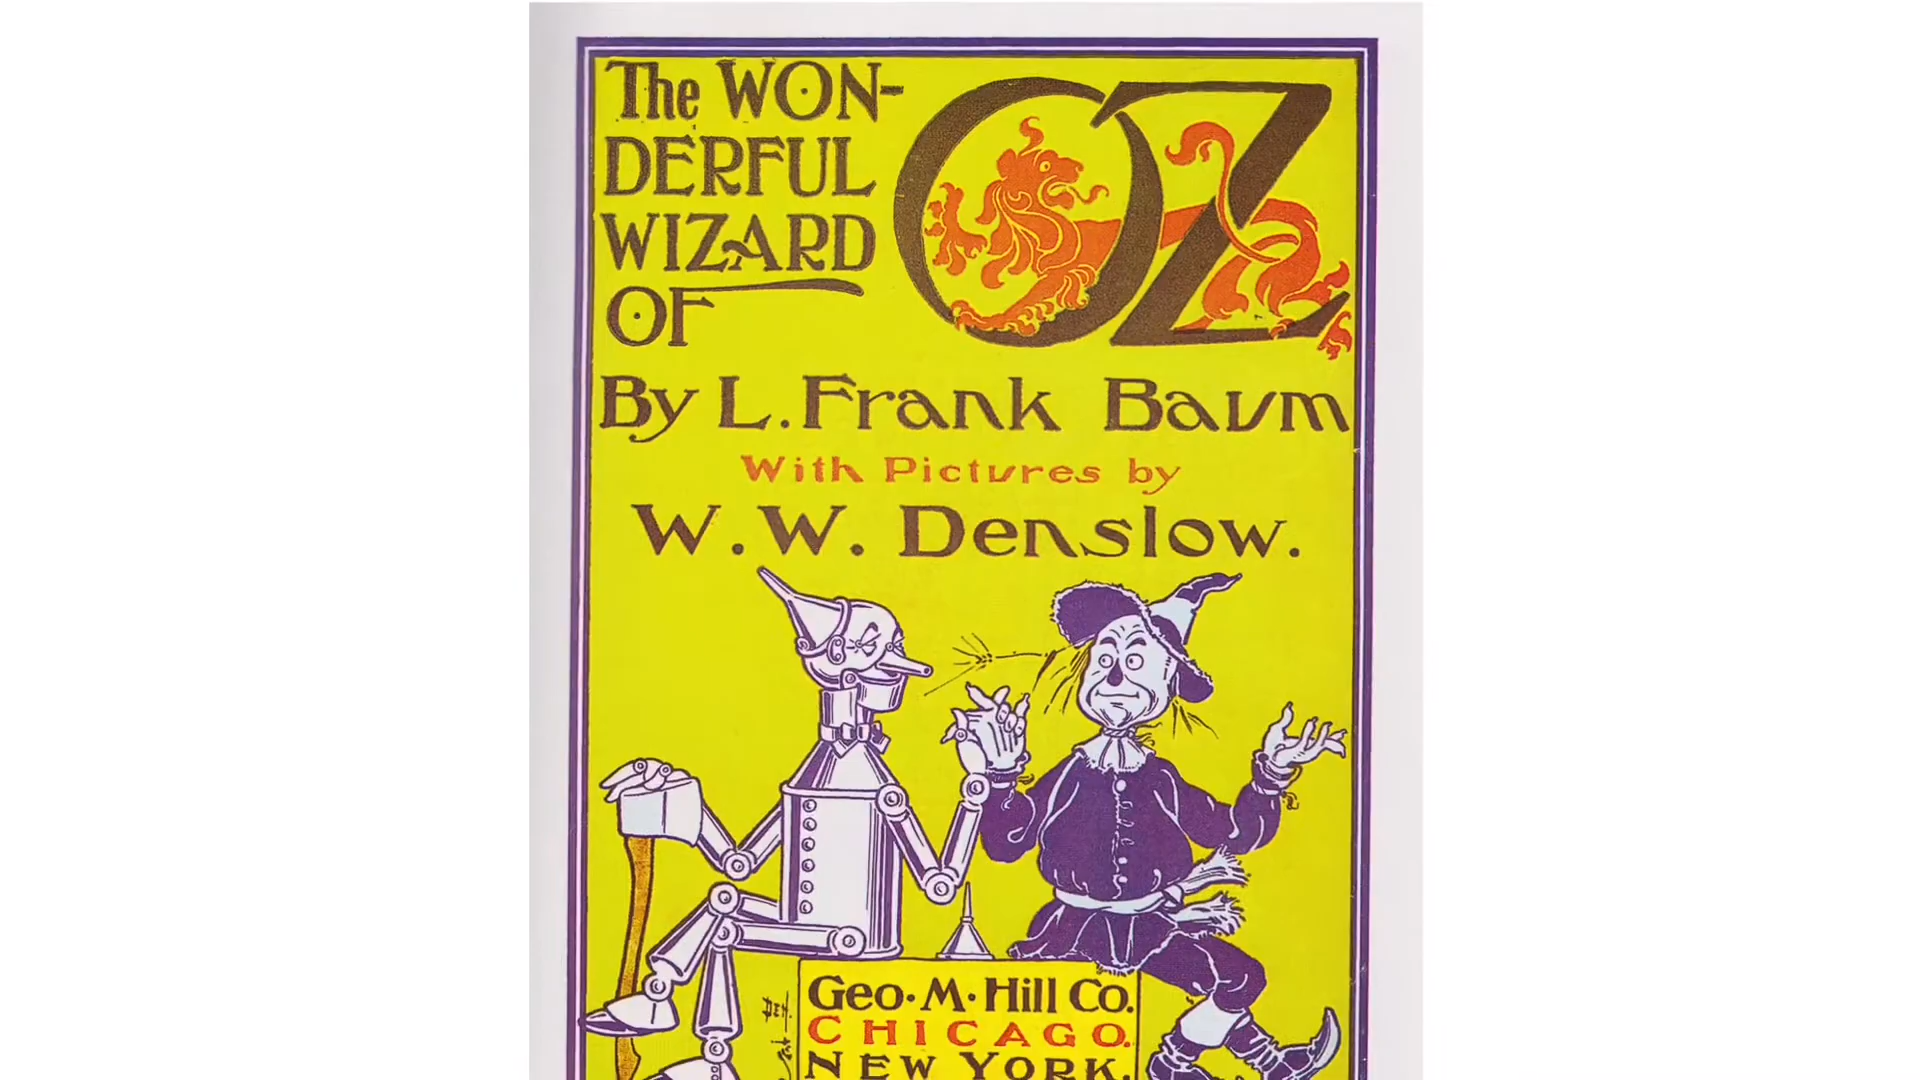 The WON-
DERFUL
WIZARD
OF
OZ
By L. Frank Baum
With Pictures by
W. W. Denslow.
Geo. M. Hill Co.
CHICAGO.
NEW YORK.
DEN.